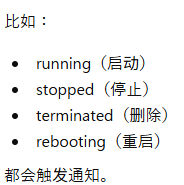 比如：
• running（启动）
• stopped（停止）
• terminated（删除）
• rebooting（重启）
都会触发通知。